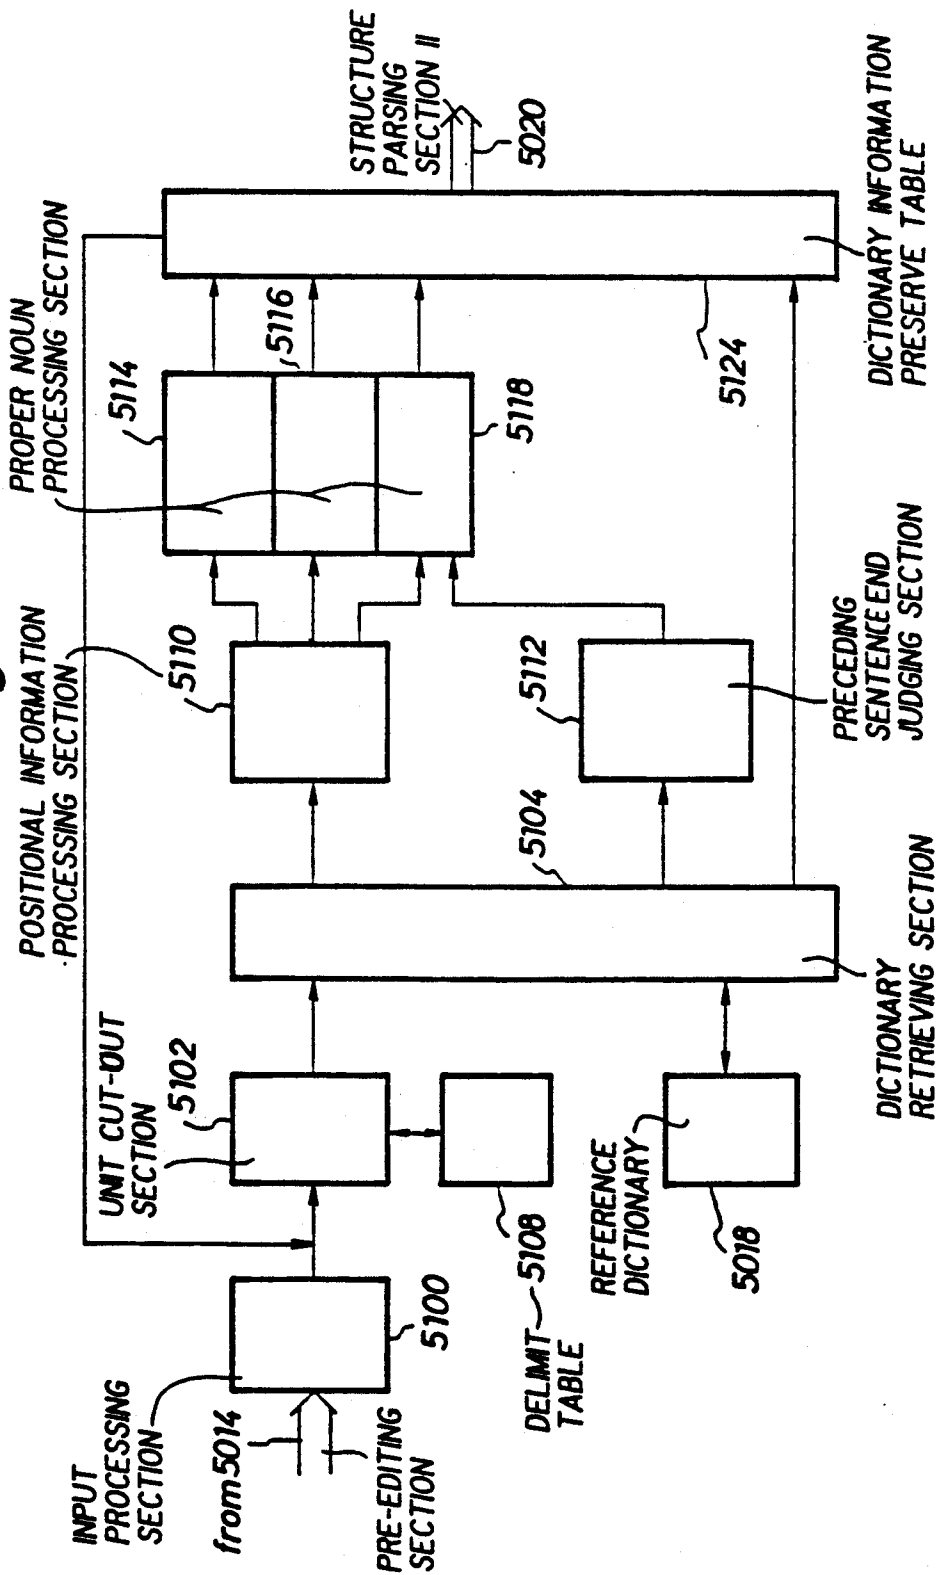 INPUT
PROCESSING
SECTION
from 5014
PRE-EDITING
SECTION
5100
UNIT CUT-OUT
SECTION
5102
DELIMIT
TABLE
5108
REFERENCE
DICTIONARY
5018
POSITIONAL INFORMATION
PROCESSING SECTION
5110
5104
DICTIONARY
RETRIEVING SECTION
5112
PRECEDING
SENTENCE END
JUDGING SECTION
PROPER NOUN
PROCESSING SECTION
5114
5116
5118
5124
DICTIONARY INFORMATION
PRESERVE TABLE
STRUCTURE
PARSING
SECTION II
5020